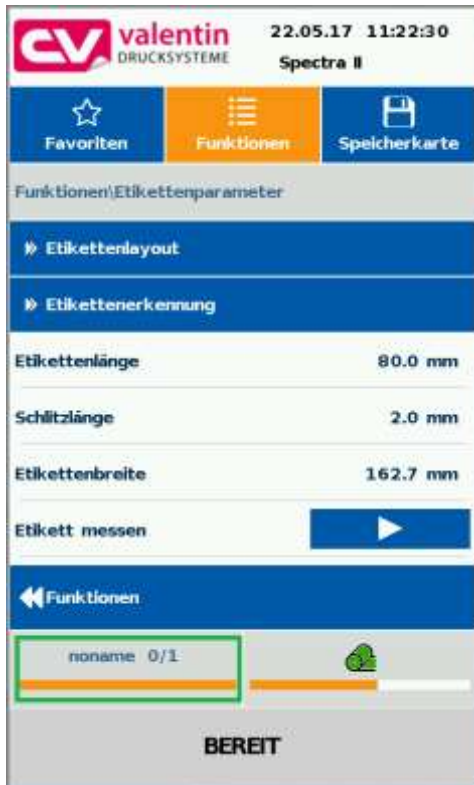 valentin
DRUCKSYSTEME
22.05.17 11:22:30
Spectra II
Favoriten
Funktionen
Speicherkarte
Funktionen\Etikettenparameter
Etikettenlayout
Etikettenerkennung
Etikettenlänge 80.0 mm
Schlitzlänge 2.0 mm
Etikettenbreite 162.7 mm
Etikett messen
Funktionen
noname 0/1
BEREIT